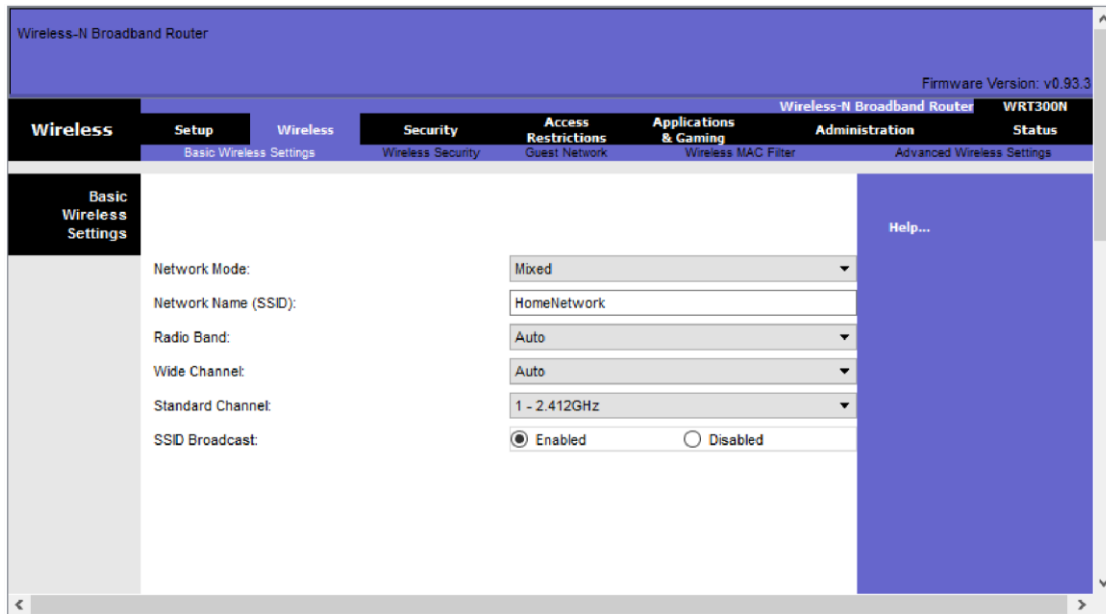 Wireless-N Broadband Router
Firmware Version: v0.93.3
Wireless-N Broadband Router WRT300N
Wireless Setup Wireless Security Access Restrictions Applications & Gaming Administration Status
Basic Wireless Settings Wireless Security Guest Network Wireless MAC Filter Advanced Wireless Settings
Basic
Wireless
Settings
Help...
Network Mode: Mixed
Network Name (SSID): HomeNetwork
Radio Band: Auto
Wide Channel: Auto
Standard Channel: 1 - 2.412GHz
SSID Broadcast: Enabled Disabled